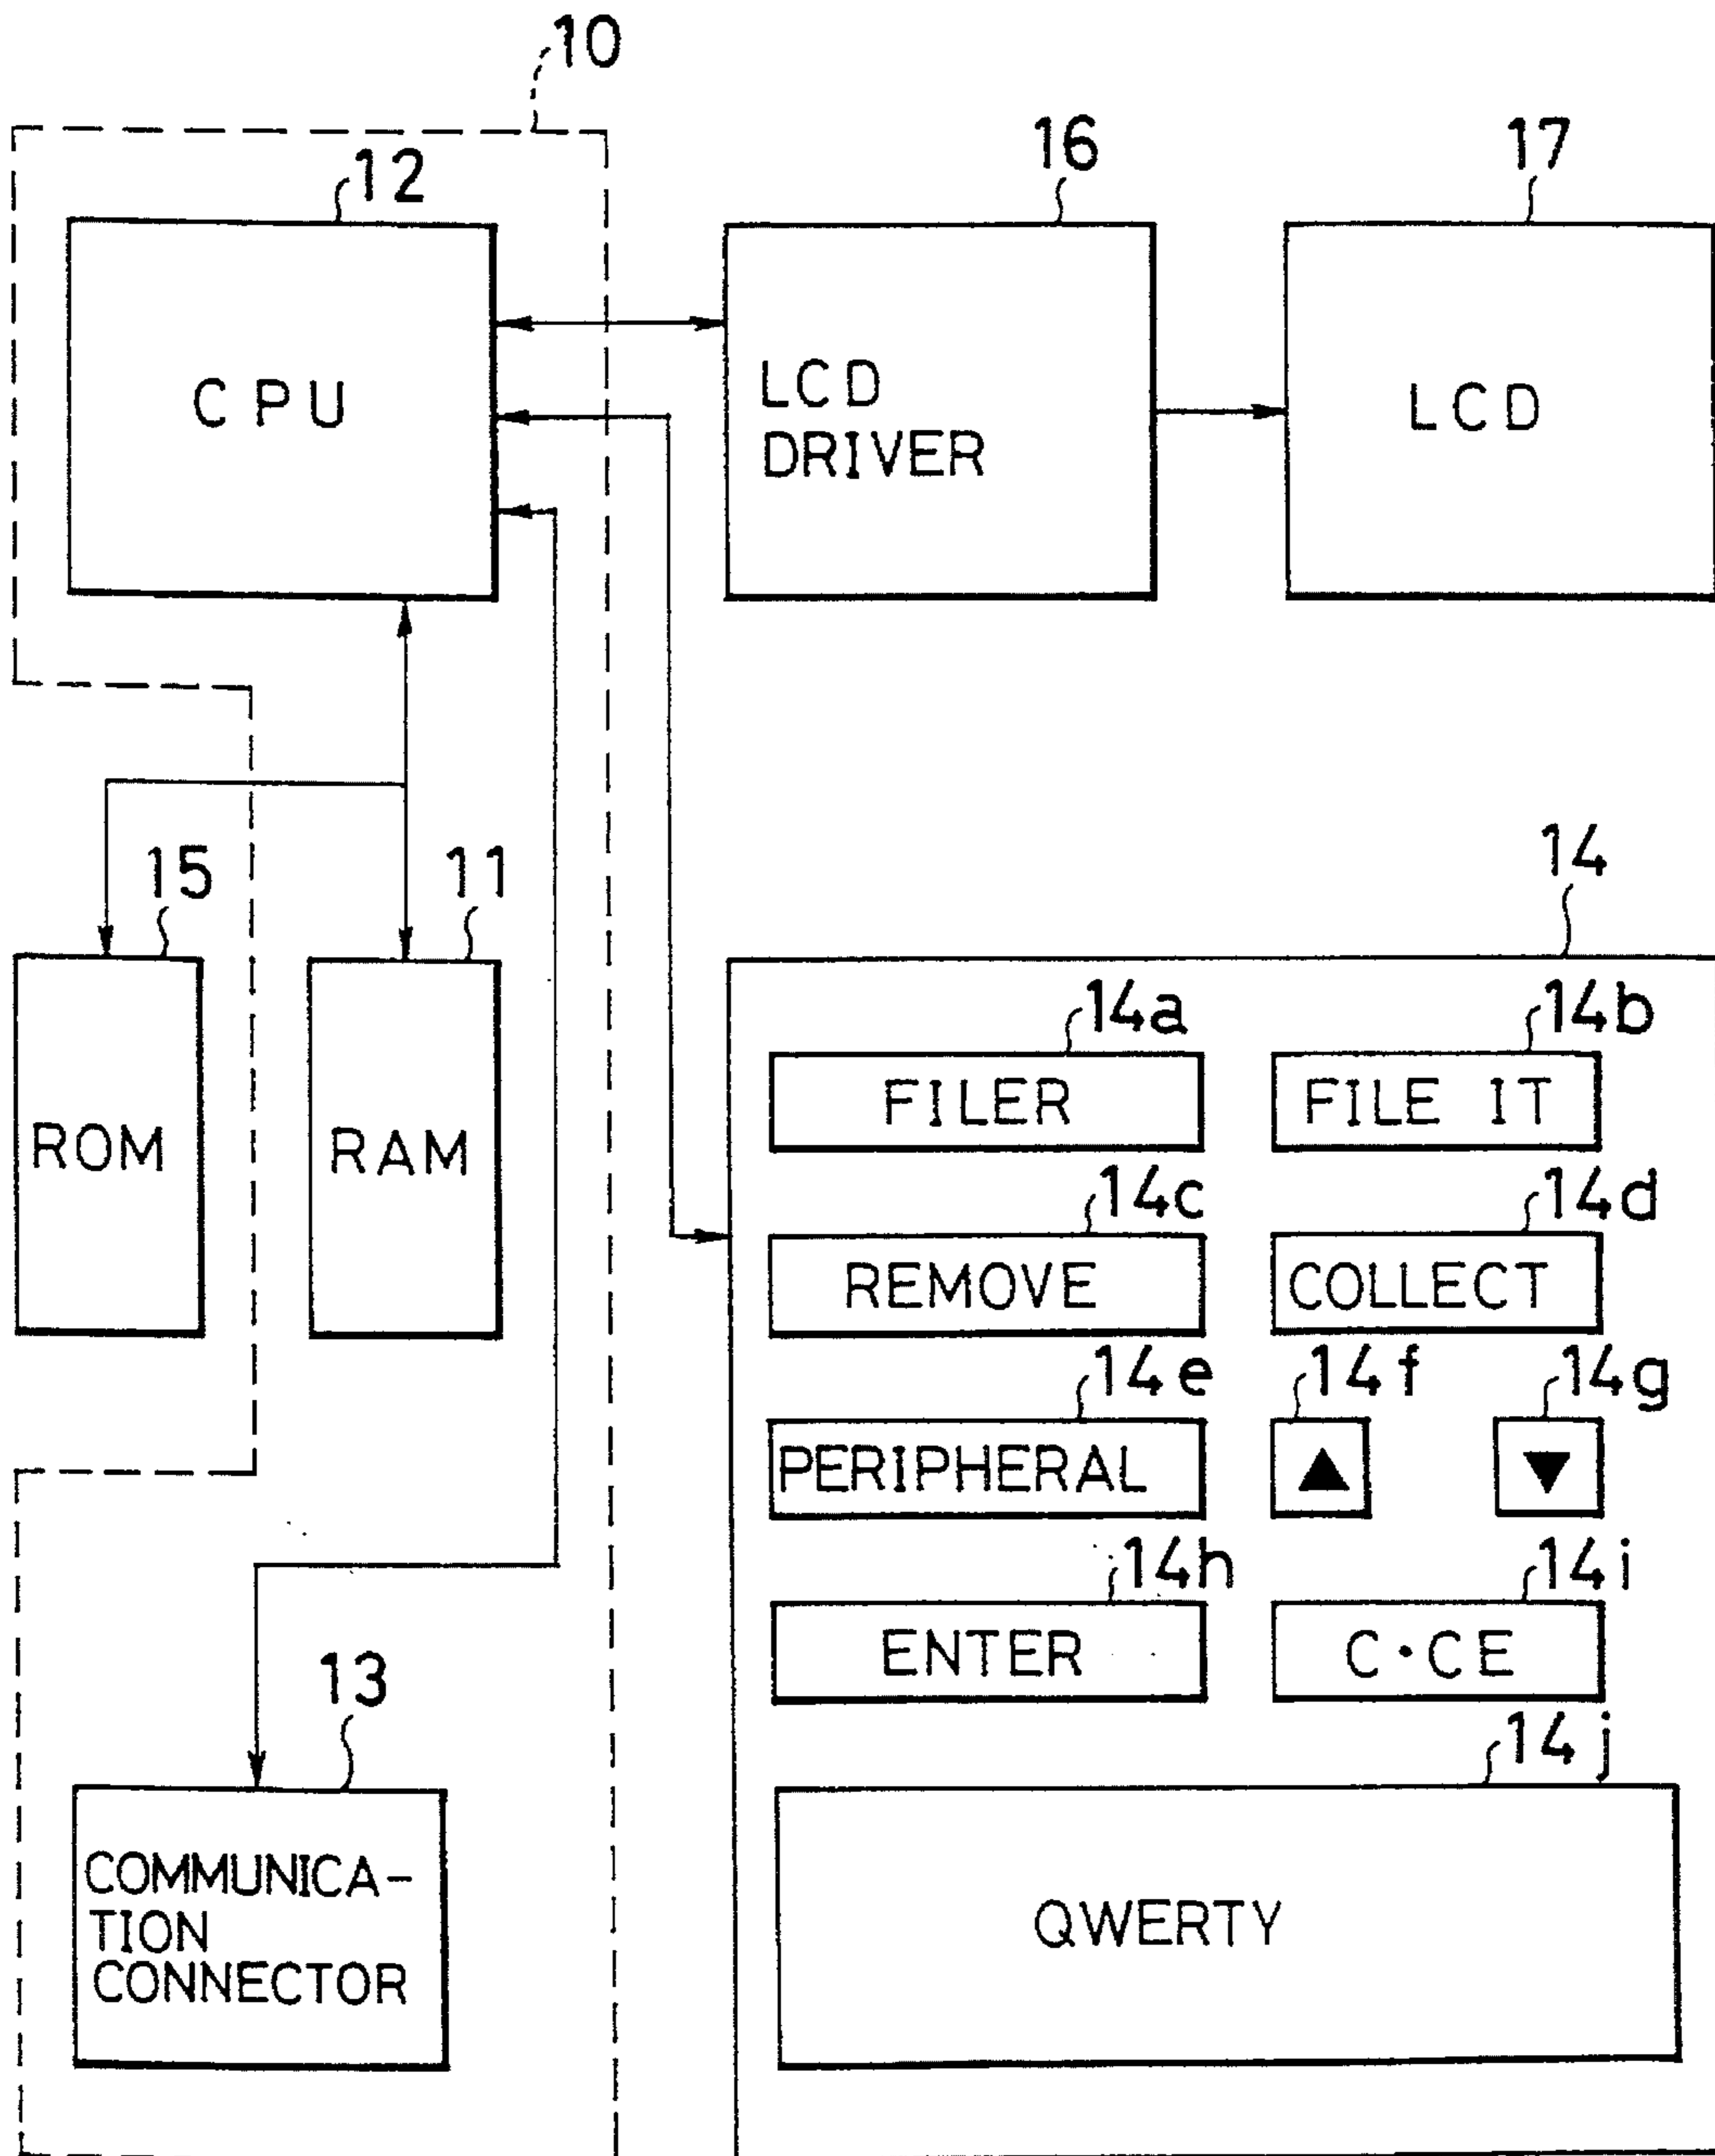 10
12
16
17
CPU
LCD
DRIVER
LCD
15
11
14
ROM
RAM
14a
14b
FILER
FILE IT
14c
14d
REMOVE
COLLECT
14e
14f
14g
PERIPHERAL
▲
▼
14h
14i
ENTER
C·CE
13
14j
COMMUNICA-
TION
CONNECTOR
QWERTY